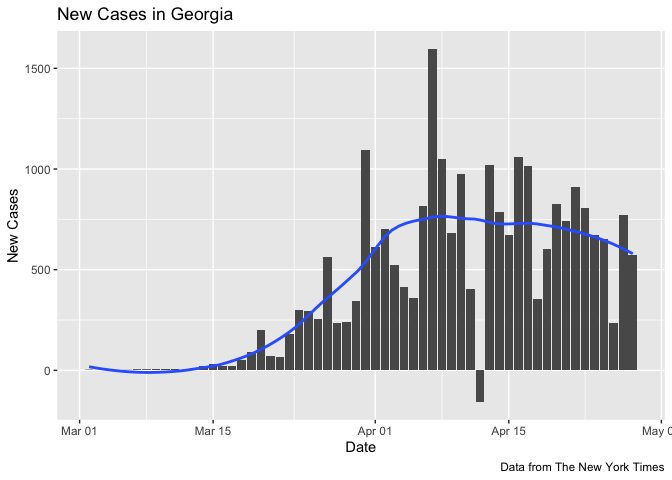 New Cases in Georgia
New Cases
1500
1000
500
0
Mar 01 Mar 15 Apr 01 Apr 15 May 0
Date
Data from The New York Times